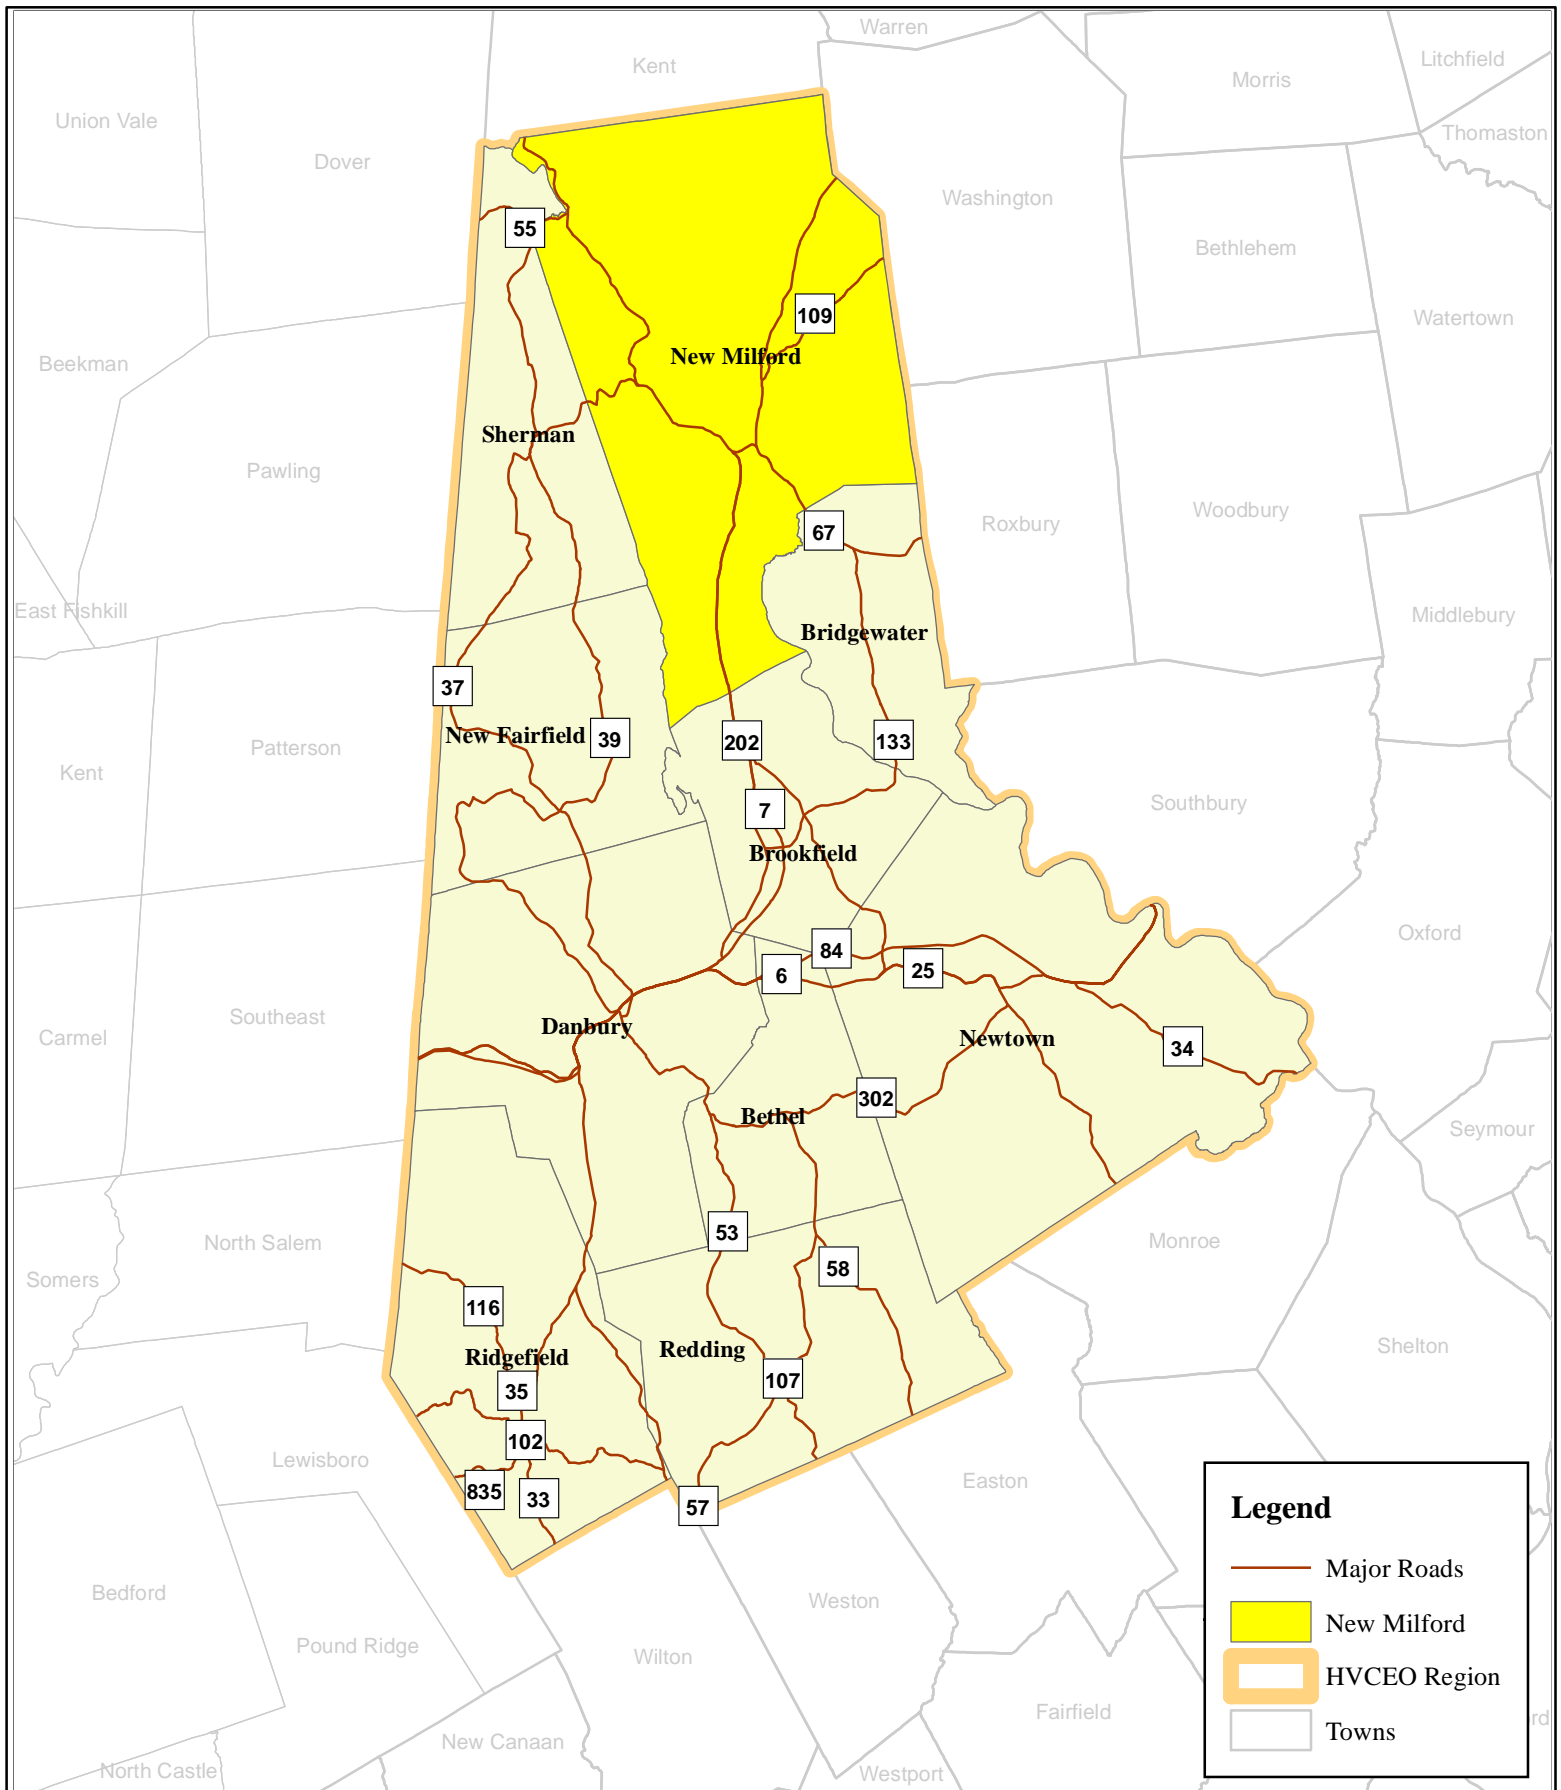 Warren
Kent
Litchfield
Morris
Union Vale
Thomaston
Dover
Washington
55
Bethlehem
109
Watertown
New Milford
Beekman
Sherman
Pawling
Woodbury
Roxbury
67
East Fishkill
Middlebury
Bridgewater
37
New Fairfield
39
202
133
Patterson
Kent
Southbury
7
Brookfield
Oxford
84
6
25
Southeast
Danbury
Carmel
Newtown
34
302
Bethel
Seymour
53
North Salem
Monroe
58
Somers
116
Shelton
Redding
Ridgefield
107
35
102
Lewisboro
Easton
835
33
57
Legend
Major Roads
New Milford
HVCEO Region
Towns
Bedford
Weston
Pound Ridge
Wilton
Fairfield
rd
New Canaan
North Castle
Westport